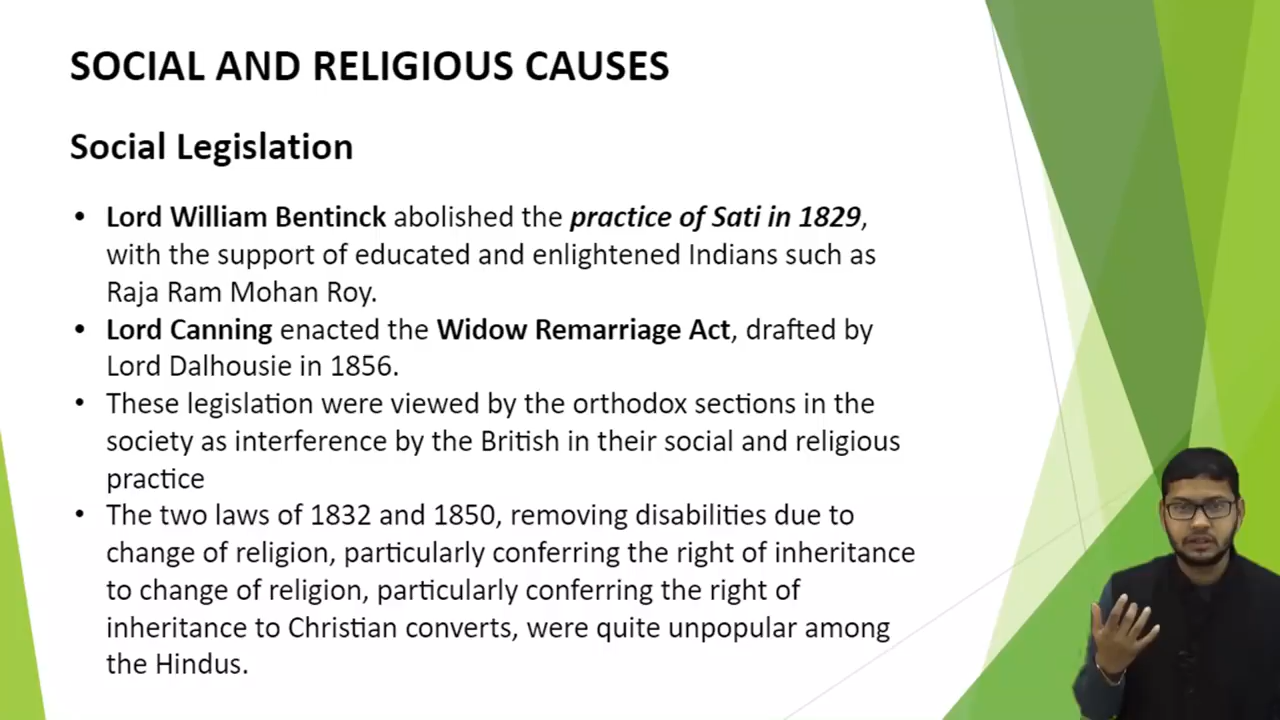 SOCIAL AND RELIGIOUS CAUSES
Social Legislation
• Lord William Bentinck abolished the practice of Sati in 1829,
with the support of educated and enlightened Indians such as
Raja Ram Mohan Roy.
• Lord Canning enacted the Widow Remarriage Act, drafted by
Lord Dalhousie in 1856.
• These legislation were viewed by the orthodox sections in the
society as interference by the British in their social and religious
practice
• The two laws of 1832 and 1850, removing disabilities due to
change of religion, particularly conferring the right of inheritance
to change of religion, particularly conferring the right of
inheritance to Christian converts, were quite unpopular among
the Hindus.